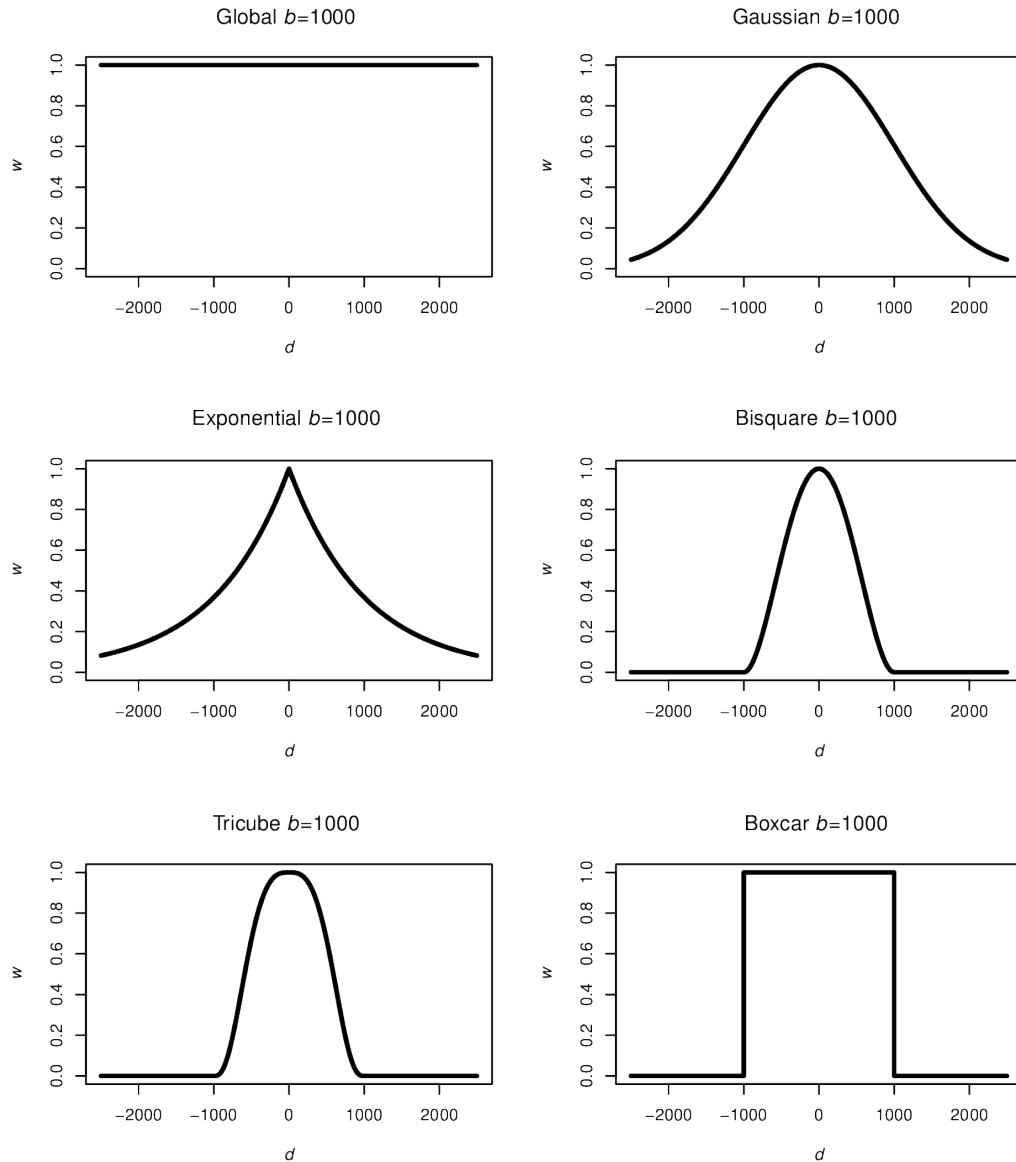 Global b=1000
w
0.0 0.2 0.4 0.6 0.8 1.0
−2000 −1000 0 1000 2000
d
Gaussian b=1000
w
0.0 0.2 0.4 0.6 0.8 1.0
−2000 −1000 0 1000 2000
d
Exponential b=1000
w
0.0 0.2 0.4 0.6 0.8 1.0
−2000 −1000 0 1000 2000
d
Bisquare b=1000
w
0.0 0.2 0.4 0.6 0.8 1.0
−2000 −1000 0 1000 2000
d
Tricube b=1000
w
0.0 0.2 0.4 0.6 0.8 1.0
−2000 −1000 0 1000 2000
d
Boxcar b=1000
w
0.0 0.2 0.4 0.6 0.8 1.0
−2000 −1000 0 1000 2000
d